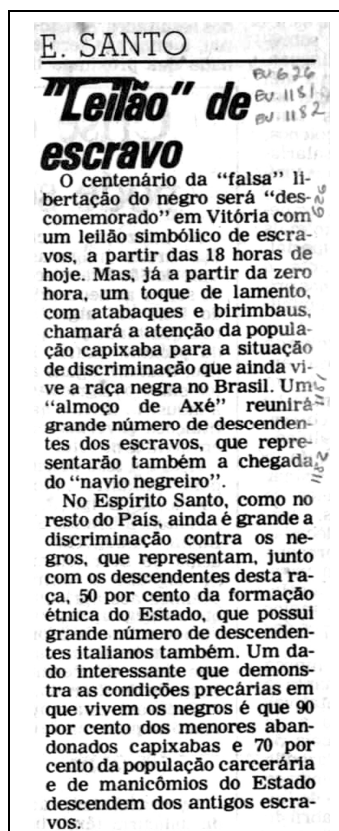 E. SANTO
"Leilão" de
escravo
EV. 626
EV. 1181
EV. 1182
O centenário da "falsa" li-
bertação do negro será "des-
comemorado" em Vitória com
um leilão simbólico de escra-
vos, a partir das 18 horas de
hoje. Mas, já a partir da zero
hora, um toque de lamento,
com atabaques e birimbaus,
chamará a atenção da popula-
ção capixaba para a situação
de discriminação que ainda vi-
ve a raça negra no Brasil. Um
"almoço de Axé" reunirá
grande número de descenden-
tes dos escravos, que repre-
sentarão também a chegada
do "navio negreiro".
No Espírito Santo, como no
resto do País, ainda é grande a
discriminação contra os ne-
gros, que representam, junto
com os descendentes desta ra-
ça, 50 por cento da formação
étnica do Estado, que possui
grande número de descenden-
tes italianos também. Um da-
do interessante que demons-
tra as condições precárias em
que vivem os negros é que 90
por cento dos menores aban-
donados capixabas e 70 por
cento da população carcerária
e de manicômios do Estado
descendem dos antigos escra-
vos.